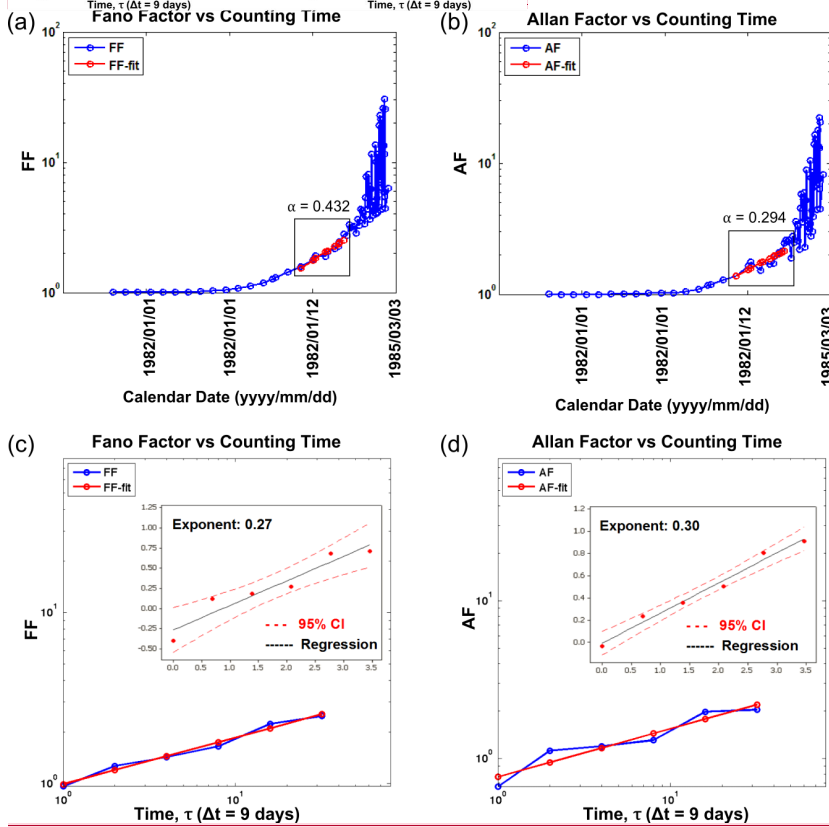 Time, τ (Δt = 9 days) Time, τ (Δt = 9 days)
(a) Fano Factor vs Counting Time
FF
FF-fit
10²
10¹
10⁰
FF
α = 0.432
1982/01/01
1982/01/01
1982/01/12
1985/03/03
Calendar Date (yyyy/mm/dd)
(b) Allan Factor vs Counting Time
AF
AF-fit
10²
10¹
10⁰
AF
α = 0.294
1982/01/01
1982/01/01
1982/01/12
1985/03/03
Calendar Date (yyyy/mm/dd)
(c) Fano Factor vs Counting Time
FF
FF-fit
10¹
10⁰
FF
Exponent: 0.27
1.25
1.00
0.75
0.50
0.25
0.00
-0.25
-0.50
95% CI
Regression
0.0 0.5 1.0 1.5 2.0 2.5 3.0 3.5
10⁰ 10¹
Time, τ (Δt = 9 days)
(d) Allan Factor vs Counting Time
AF
AF-fit
10¹
10⁰
AF
Exponent: 0.30
1.2
1.0
0.8
0.6
0.4
0.2
0.0
95% CI
Regression
0.0 0.5 1.0 1.5 2.0 2.5 3.0 3.5
10⁰ 10¹
Time, τ (Δt = 9 days)